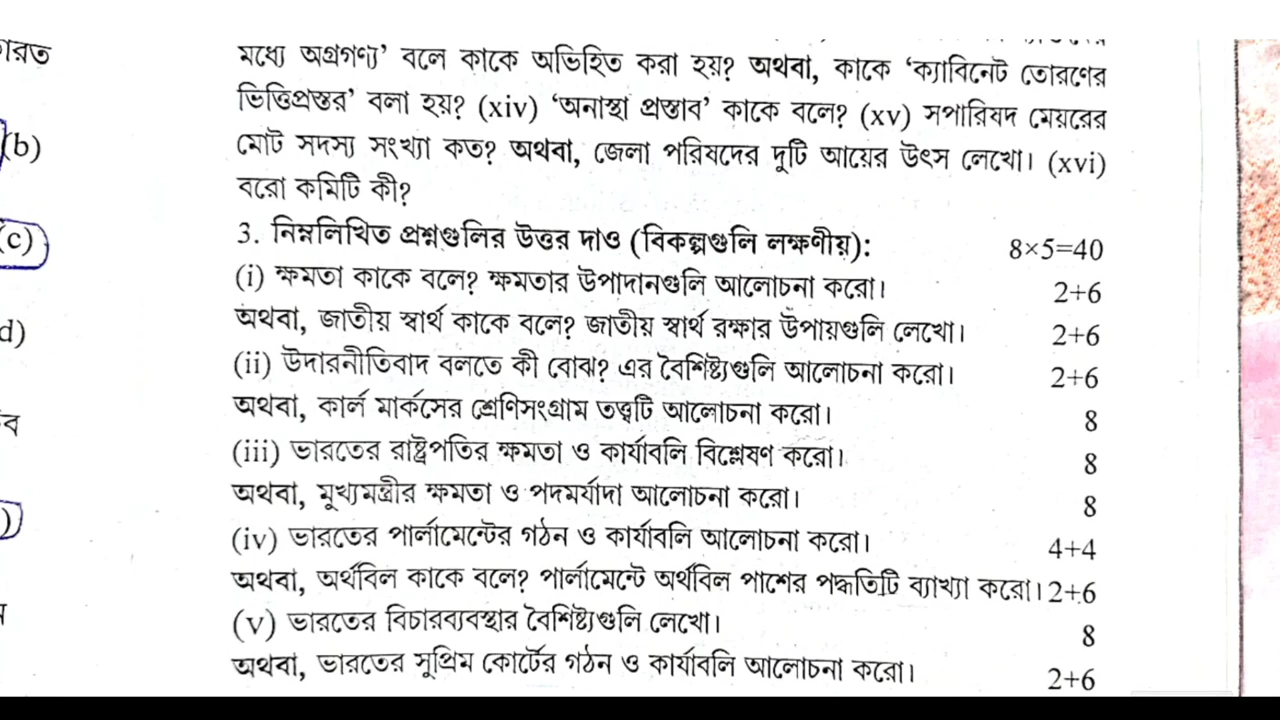 মধ্যে অগ্রগণ্য’ বলে কাকে অভিহিত করা হয়? অথবা, কাকে ‘ক্যাবিনেট তোরণের
ভিত্তিপ্রস্তর’ বলা হয়? (xiv) ‘অনাস্থা প্রস্তাব’ কাকে বলে? (xv) সপারিষদ মেয়রের
(b)
মোট সদস্য সংখ্যা কত? অথবা, জেলা পরিষদের দুটি আয়ের উৎস লেখো। (xvi)
বরো কমিটি কী?
(c)
3. নিম্নলিখিত প্রশ্নগুলির উত্তর দাও (বিকল্পগুলি লক্ষণীয়): 8×5=40
(i) ক্ষমতা কাকে বলে? ক্ষমতার উপাদানগুলি আলোচনা করো। 2+6
d)
অথবা, জাতীয় স্বার্থ কাকে বলে? জাতীয় স্বার্থ রক্ষার উপায়গুলি লেখো। 2+6
(ii) উদারনীতিবাদ বলতে কী বোঝ? এর বৈশিষ্ট্যগুলি আলোচনা করো। 2+6
অথবা, কার্ল মার্কসের শ্রেণিসংগ্রাম তত্ত্বটি আলোচনা করো। 8
(iii) ভারতের রাষ্ট্রপতির ক্ষমতা ও কার্যাবলি বিশ্লেষণ করো। 8
অথবা, মুখ্যমন্ত্রীর ক্ষমতা ও পদমর্যাদা আলোচনা করো। 8
(iv) ভারতের পার্লামেন্টের গঠন ও কার্যাবলি আলোচনা করো। 4+4
অথবা, অর্থবিল কাকে বলে? পার্লামেন্টে অর্থবিল পাশের পদ্ধতিটি ব্যাখ্যা করো। 2+6
(v) ভারতের বিচারব্যবস্থার বৈশিষ্ট্যগুলি লেখো। 8
অথবা, ভারতের সুপ্রিম কোর্টের গঠন ও কার্যাবলি আলোচনা করো। 2+6